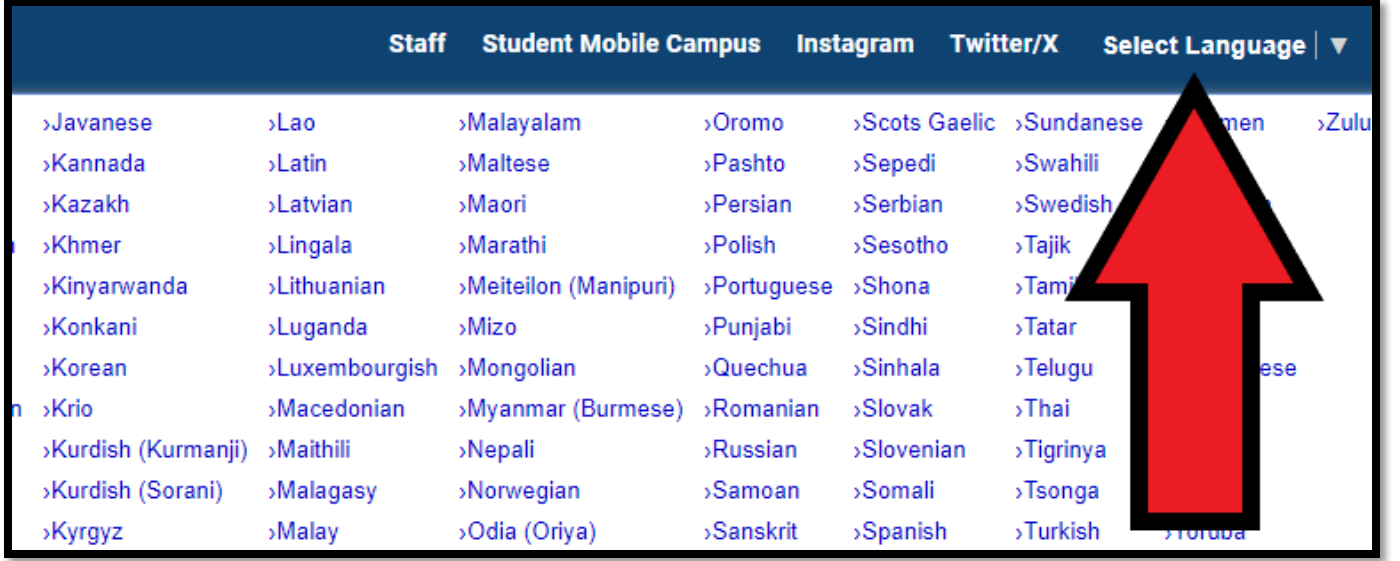 Staff Student Mobile Campus Instagram Twitter/X Select Language ▼
›Javanese ›Lao ›Malayalam ›Oromo ›Scots Gaelic ›Sundanese ›Zulu
›Kannada ›Latin ›Maltese ›Pashto ›Sepedi ›Swahili
›Kazakh ›Latvian ›Maori ›Persian ›Serbian ›Swedish
›Khmer ›Lingala ›Marathi ›Polish ›Sesotho ›Tajik
›Kinyarwanda ›Lithuanian ›Meiteilon (Manipuri) ›Portuguese ›Shona
›Konkani ›Luganda ›Mizo ›Punjabi ›Sindhi ›Tatar
›Korean ›Luxembourgish ›Mongolian ›Quechua ›Sinhala ›Telugu
›Krio ›Macedonian ›Myanmar (Burmese) ›Romanian ›Slovak ›Thai
›Kurdish (Kurmanji) ›Maithili ›Nepali ›Russian ›Slovenian ›Tigrinya
›Kurdish (Sorani) ›Malagasy ›Norwegian ›Samoan ›Somali ›Tsonga
›Kyrgyz ›Malay ›Odia (Oriya) ›Sanskrit ›Spanish ›Turkish ›Yoruba